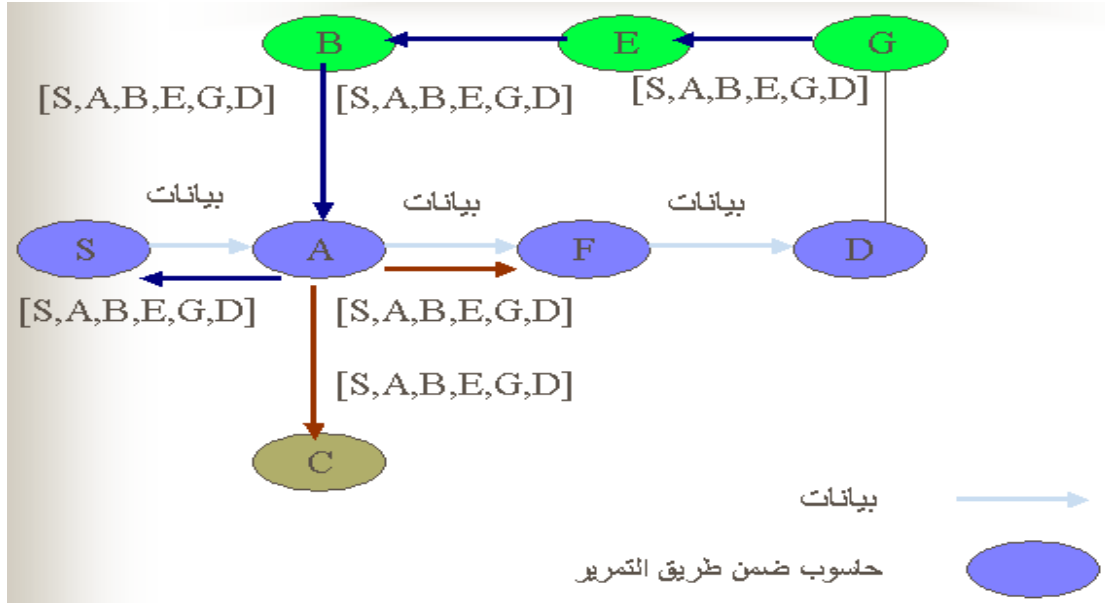 B E G
[S,A,B,E,G,D] [S,A,B,E,G,D] [S,A,B,E,G,D]
بيانات بيانات بيانات
S A F D
[S,A,B,E,G,D] [S,A,B,E,G,D]
[S,A,B,E,G,D]
C
بيانات
حاسوب ضمن طريق التمرير